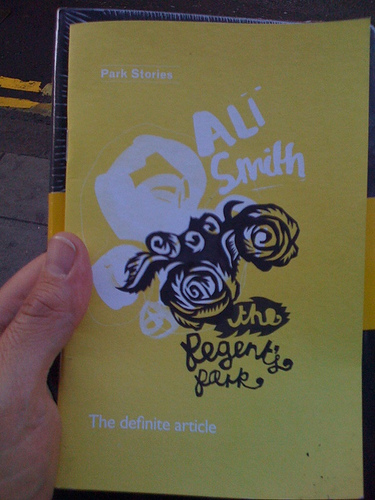 Park Stories
ALI
Smith
the
Regent's
park
The definite article